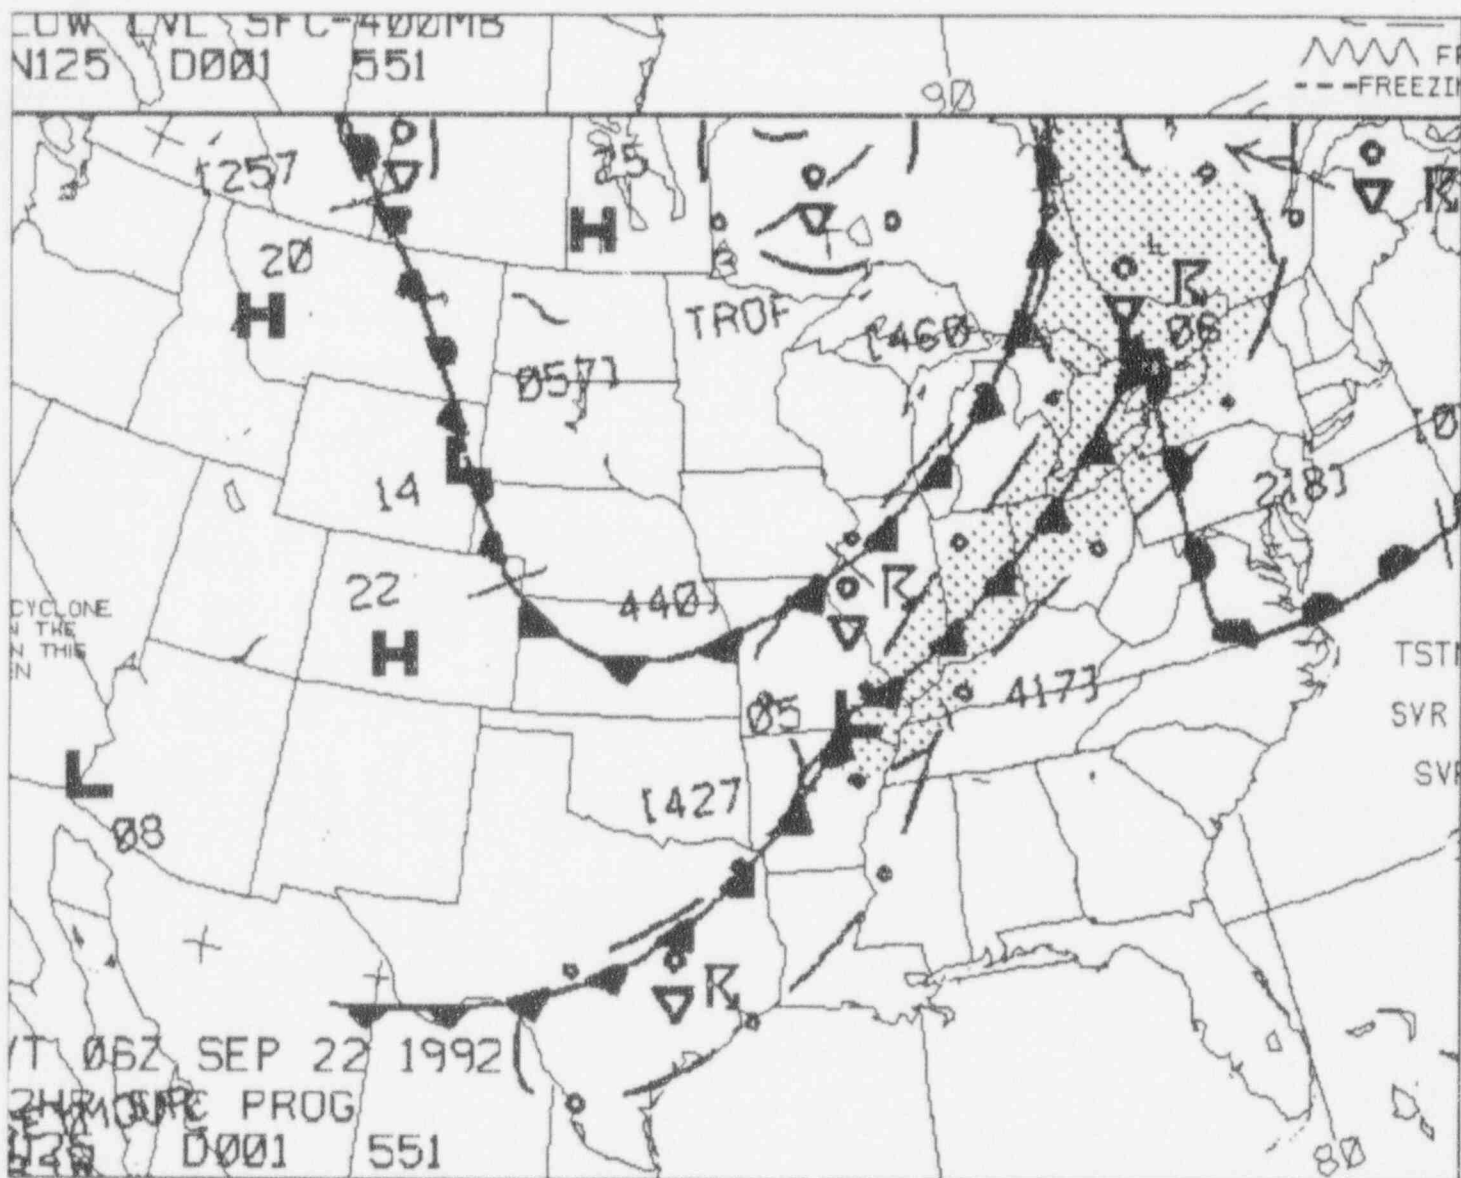 LOW LVL SFC-400MB
N125 D001 551
90
FR
---FREEZIN
[257
25
H
20
H
TROF
[460
06
057]
L
14
[0
218]
22
H
440]
CYCLONE
N THE
N THIS
EN
417]
TSTM
SVR
SVR
05
L
L
08
[427
VT 06Z SEP 22 1992
2HR SFC PROG
D001 551
80